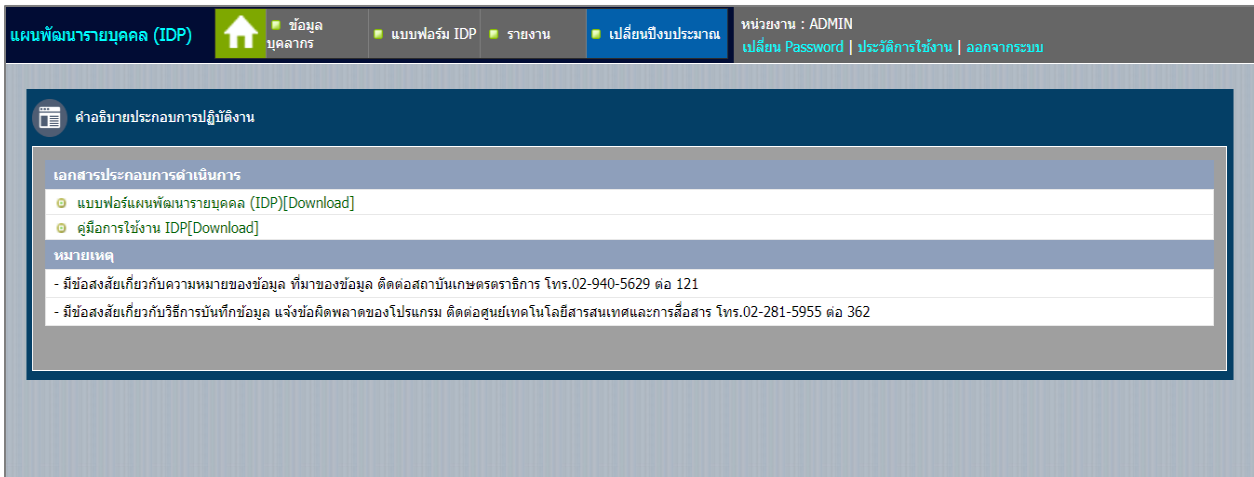 แผนพัฒนารายบุคคล (IDP)
ข้อมูล
บุคลากร
แบบฟอร์ม IDP
รายงาน
เปลี่ยนปีงบประมาณ
หน่วยงาน : ADMIN
เปลี่ยน Password | ประวัติการใช้งาน | ออกจากระบบ
คำอธิบายประกอบการปฏิบัติงาน
เอกสารประกอบการดำเนินการ
แบบฟอร์แผนพัฒนารายบุคคล (IDP)[Download]
คู่มือการใช้งาน IDP[Download]
หมายเหตุ
- มีข้อสงสัยเกี่ยวกับความหมายของข้อมูล ที่มาของข้อมูล ติดต่อสถาบันเกษตรตราธิการ โทร.02-940-5629 ต่อ 121
- มีข้อสงสัยเกี่ยวกับวิธีการบันทึกข้อมูล แจ้งข้อผิดพลาดของโปรแกรม ติดต่อศูนย์เทคโนโลยีสารสนเทศและการสื่อสาร โทร.02-281-5955 ต่อ 362